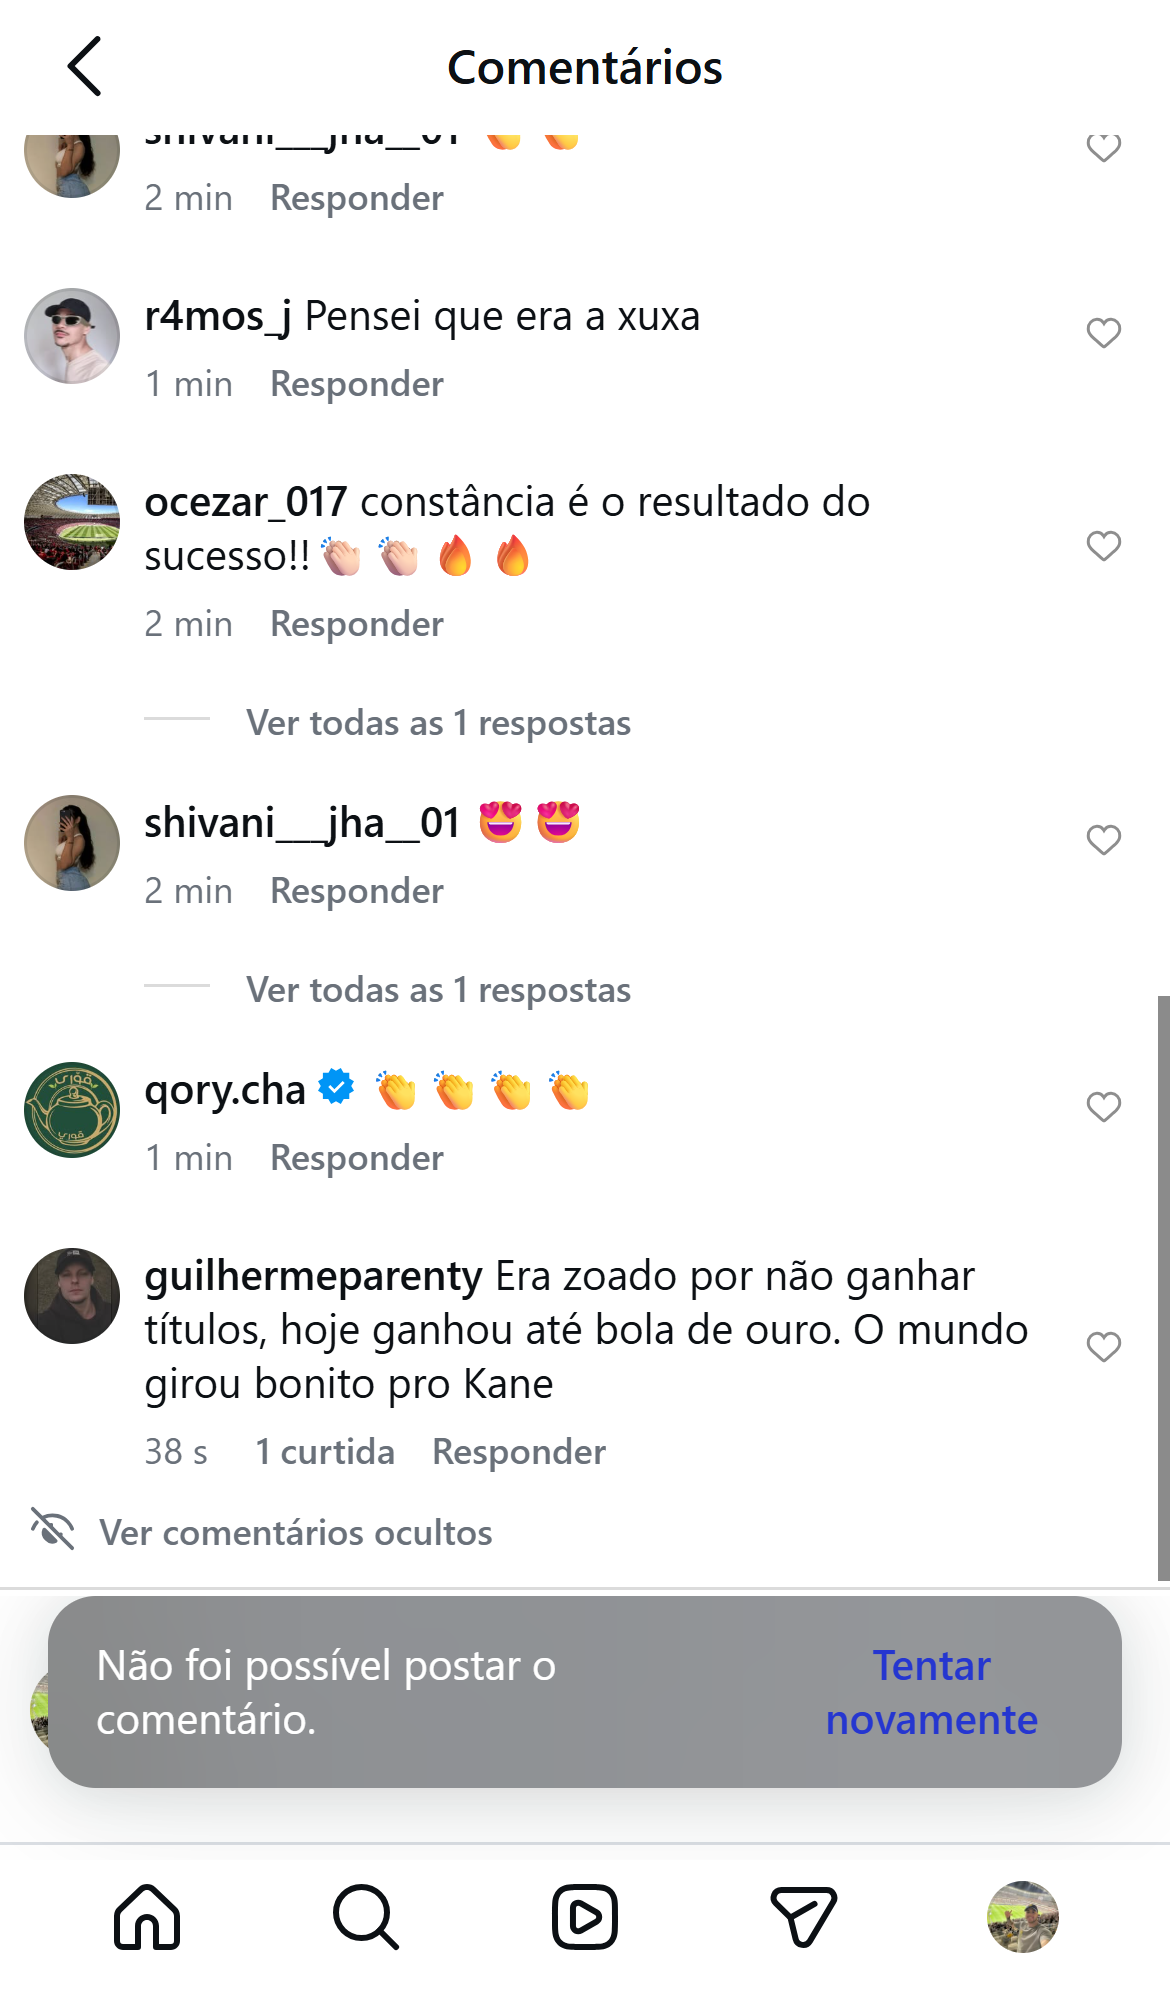 Comentários
shivani___jha__01 👏👏
2 min Responder
r4mos_j Pensei que era a xuxa
1 min Responder
ocezar_017 constância é o resultado do
sucesso!! 👏🏻👏🏻🔥🔥
2 min Responder
Ver todas as 1 respostas
shivani___jha__01 😍😍
2 min Responder
Ver todas as 1 respostas
qory.cha 👏👏👏👏
1 min Responder
guilhermeparenty Era zoado por não ganhar
títulos, hoje ganhou até bola de ouro. O mundo
girou bonito pro Kane
38 s 1 curtida Responder
Ver comentários ocultos
Não foi possível postar o
comentário.
Tentar
novamente